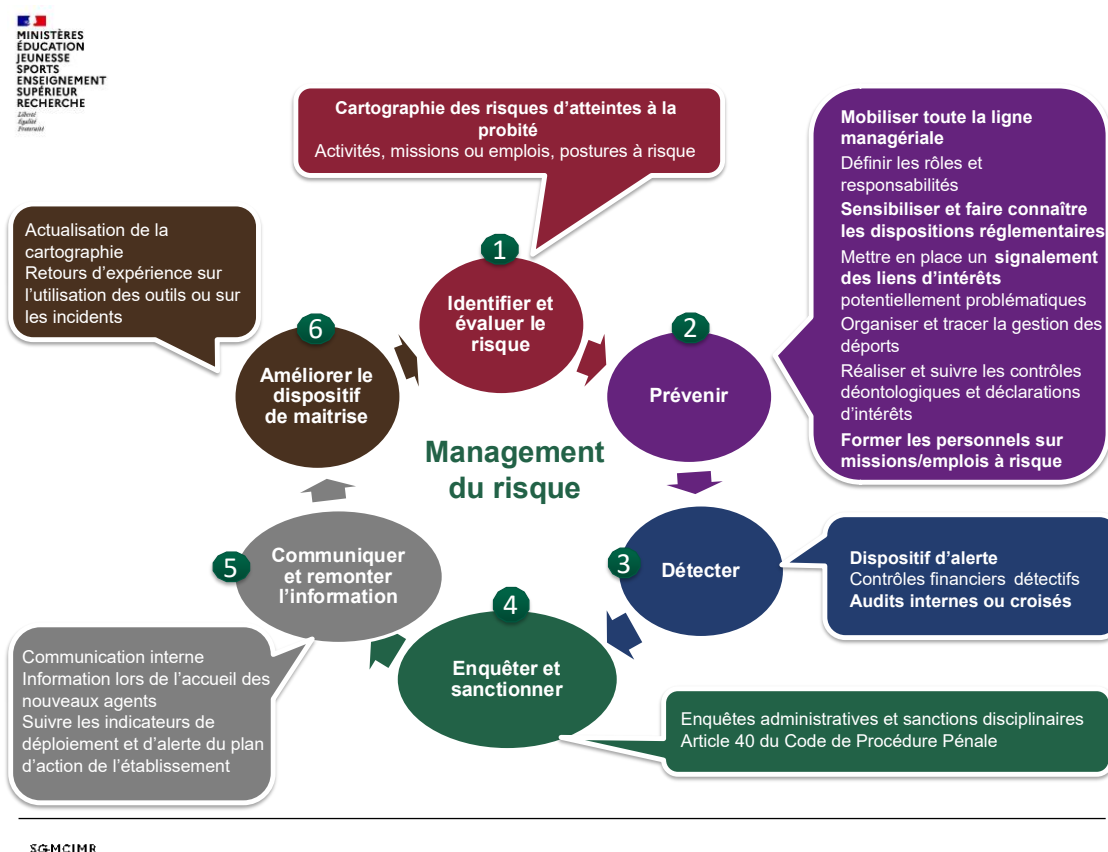 MINISTÈRES
ÉDUCATION
JEUNESSE
SPORTS
ENSEIGNEMENT
SUPÉRIEUR
RECHERCHE
Liberté
Égalité
Fraternité
Cartographie des risques d'atteintes à la
probité
Activités, missions ou emplois, postures à risque
1
Identifier et
évaluer le
risque
Mobiliser toute la ligne
managériale
Définir les rôles et
responsabilités
Sensibiliser et faire connaître
les dispositions réglementaires
Mettre en place un signalement
des liens d'intérêts
potentiellement problématiques
Organiser et tracer la gestion des
déports
Réaliser et suivre les contrôles
déontologiques et déclarations
d'intérêts
Former les personnels sur
missions/emplois à risque
2
Prévenir
Dispositif d'alerte
Contrôles financiers détectifs
Audits internes ou croisés
3
Détecter
4
Enquêter et
sanctionner
Enquêtes administratives et sanctions disciplinaires
Article 40 du Code de Procédure Pénale
5
Communiquer
et remonter
l'information
Communication interne
Information lors de l'accueil des
nouveaux agents
Suivre les indicateurs de
déploiement et d'alerte du plan
d'action de l'établissement
6
Améliorer le
dispositif
de maitrise
Actualisation de la
cartographie
Retours d'expérience sur
l'utilisation des outils ou sur
les incidents
Management
du risque
SG-MCIMR